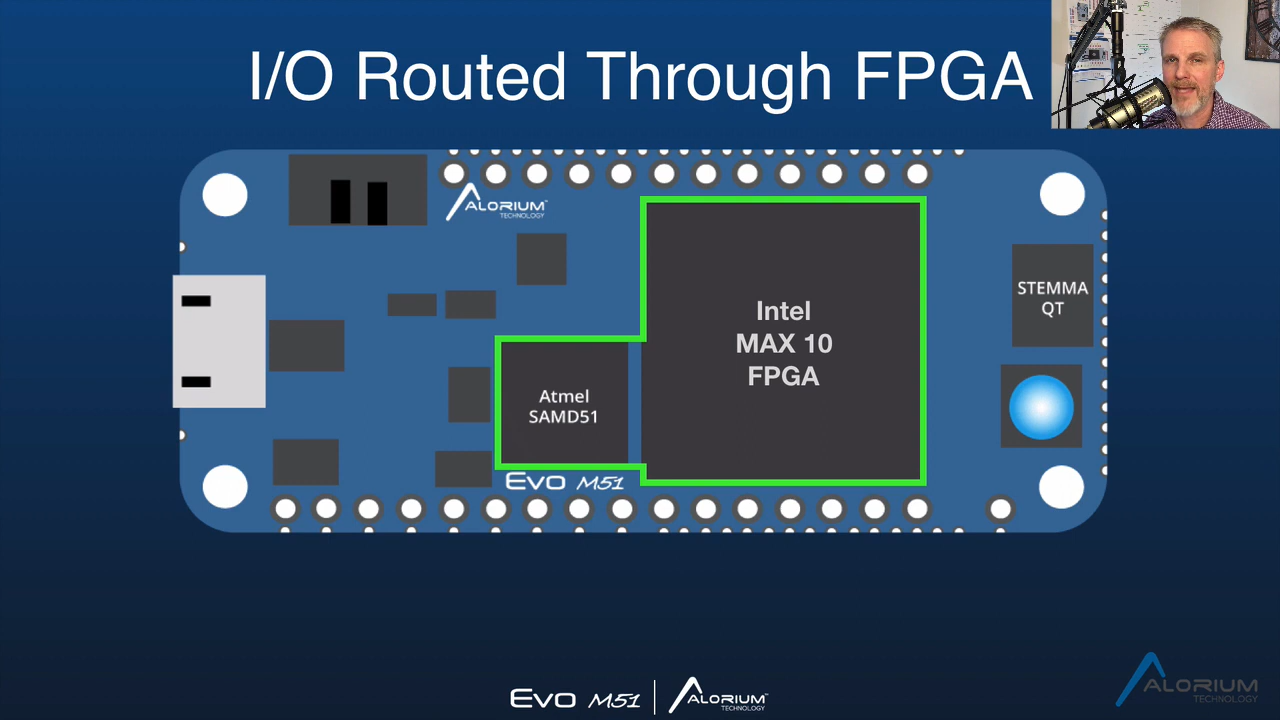 I/O Routed Through FPGA
ALORIUM
TECHNOLOGY
Intel
MAX 10
FPGA
STEMMA
QT
Atmel
SAMD51
EVO M51
EVO M51
ALORIUM
TECHNOLOGY
ALORIUM
TECHNOLOGY